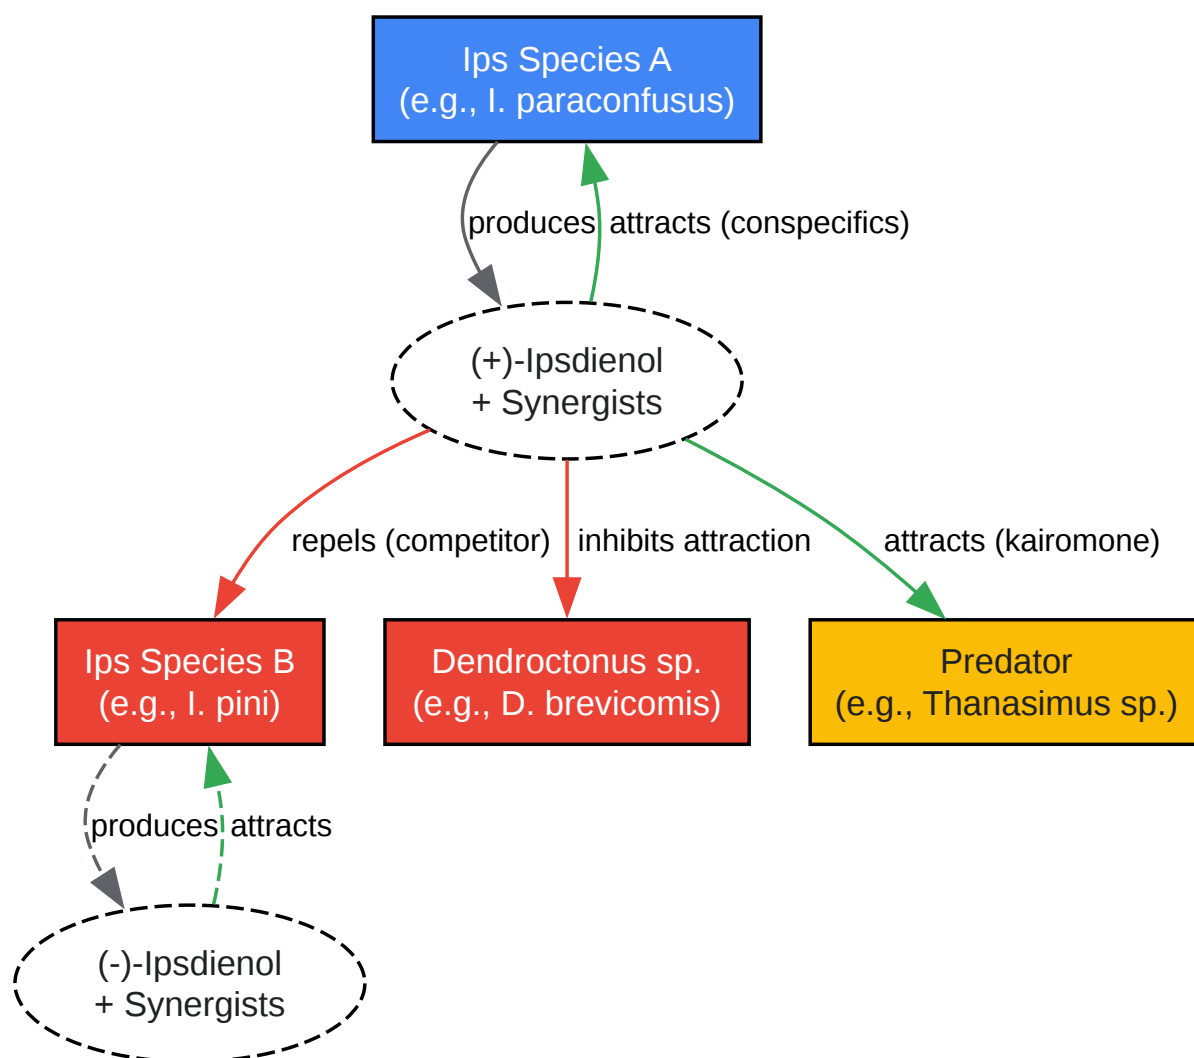 Ips Species A
(e.g., I. paraconfusus)
produces
attracts (conspecifics)
(+)-Ipsdienol
+ Synergists
repels (competitor)
inhibits attraction
attracts (kairomone)
Ips Species B
(e.g., I. pini)
Dendroctonus sp.
(e.g., D. brevicomis)
Predator
(e.g., Thanasimus sp.)
produces
attracts
(-)-Ipsdienol
+ Synergists